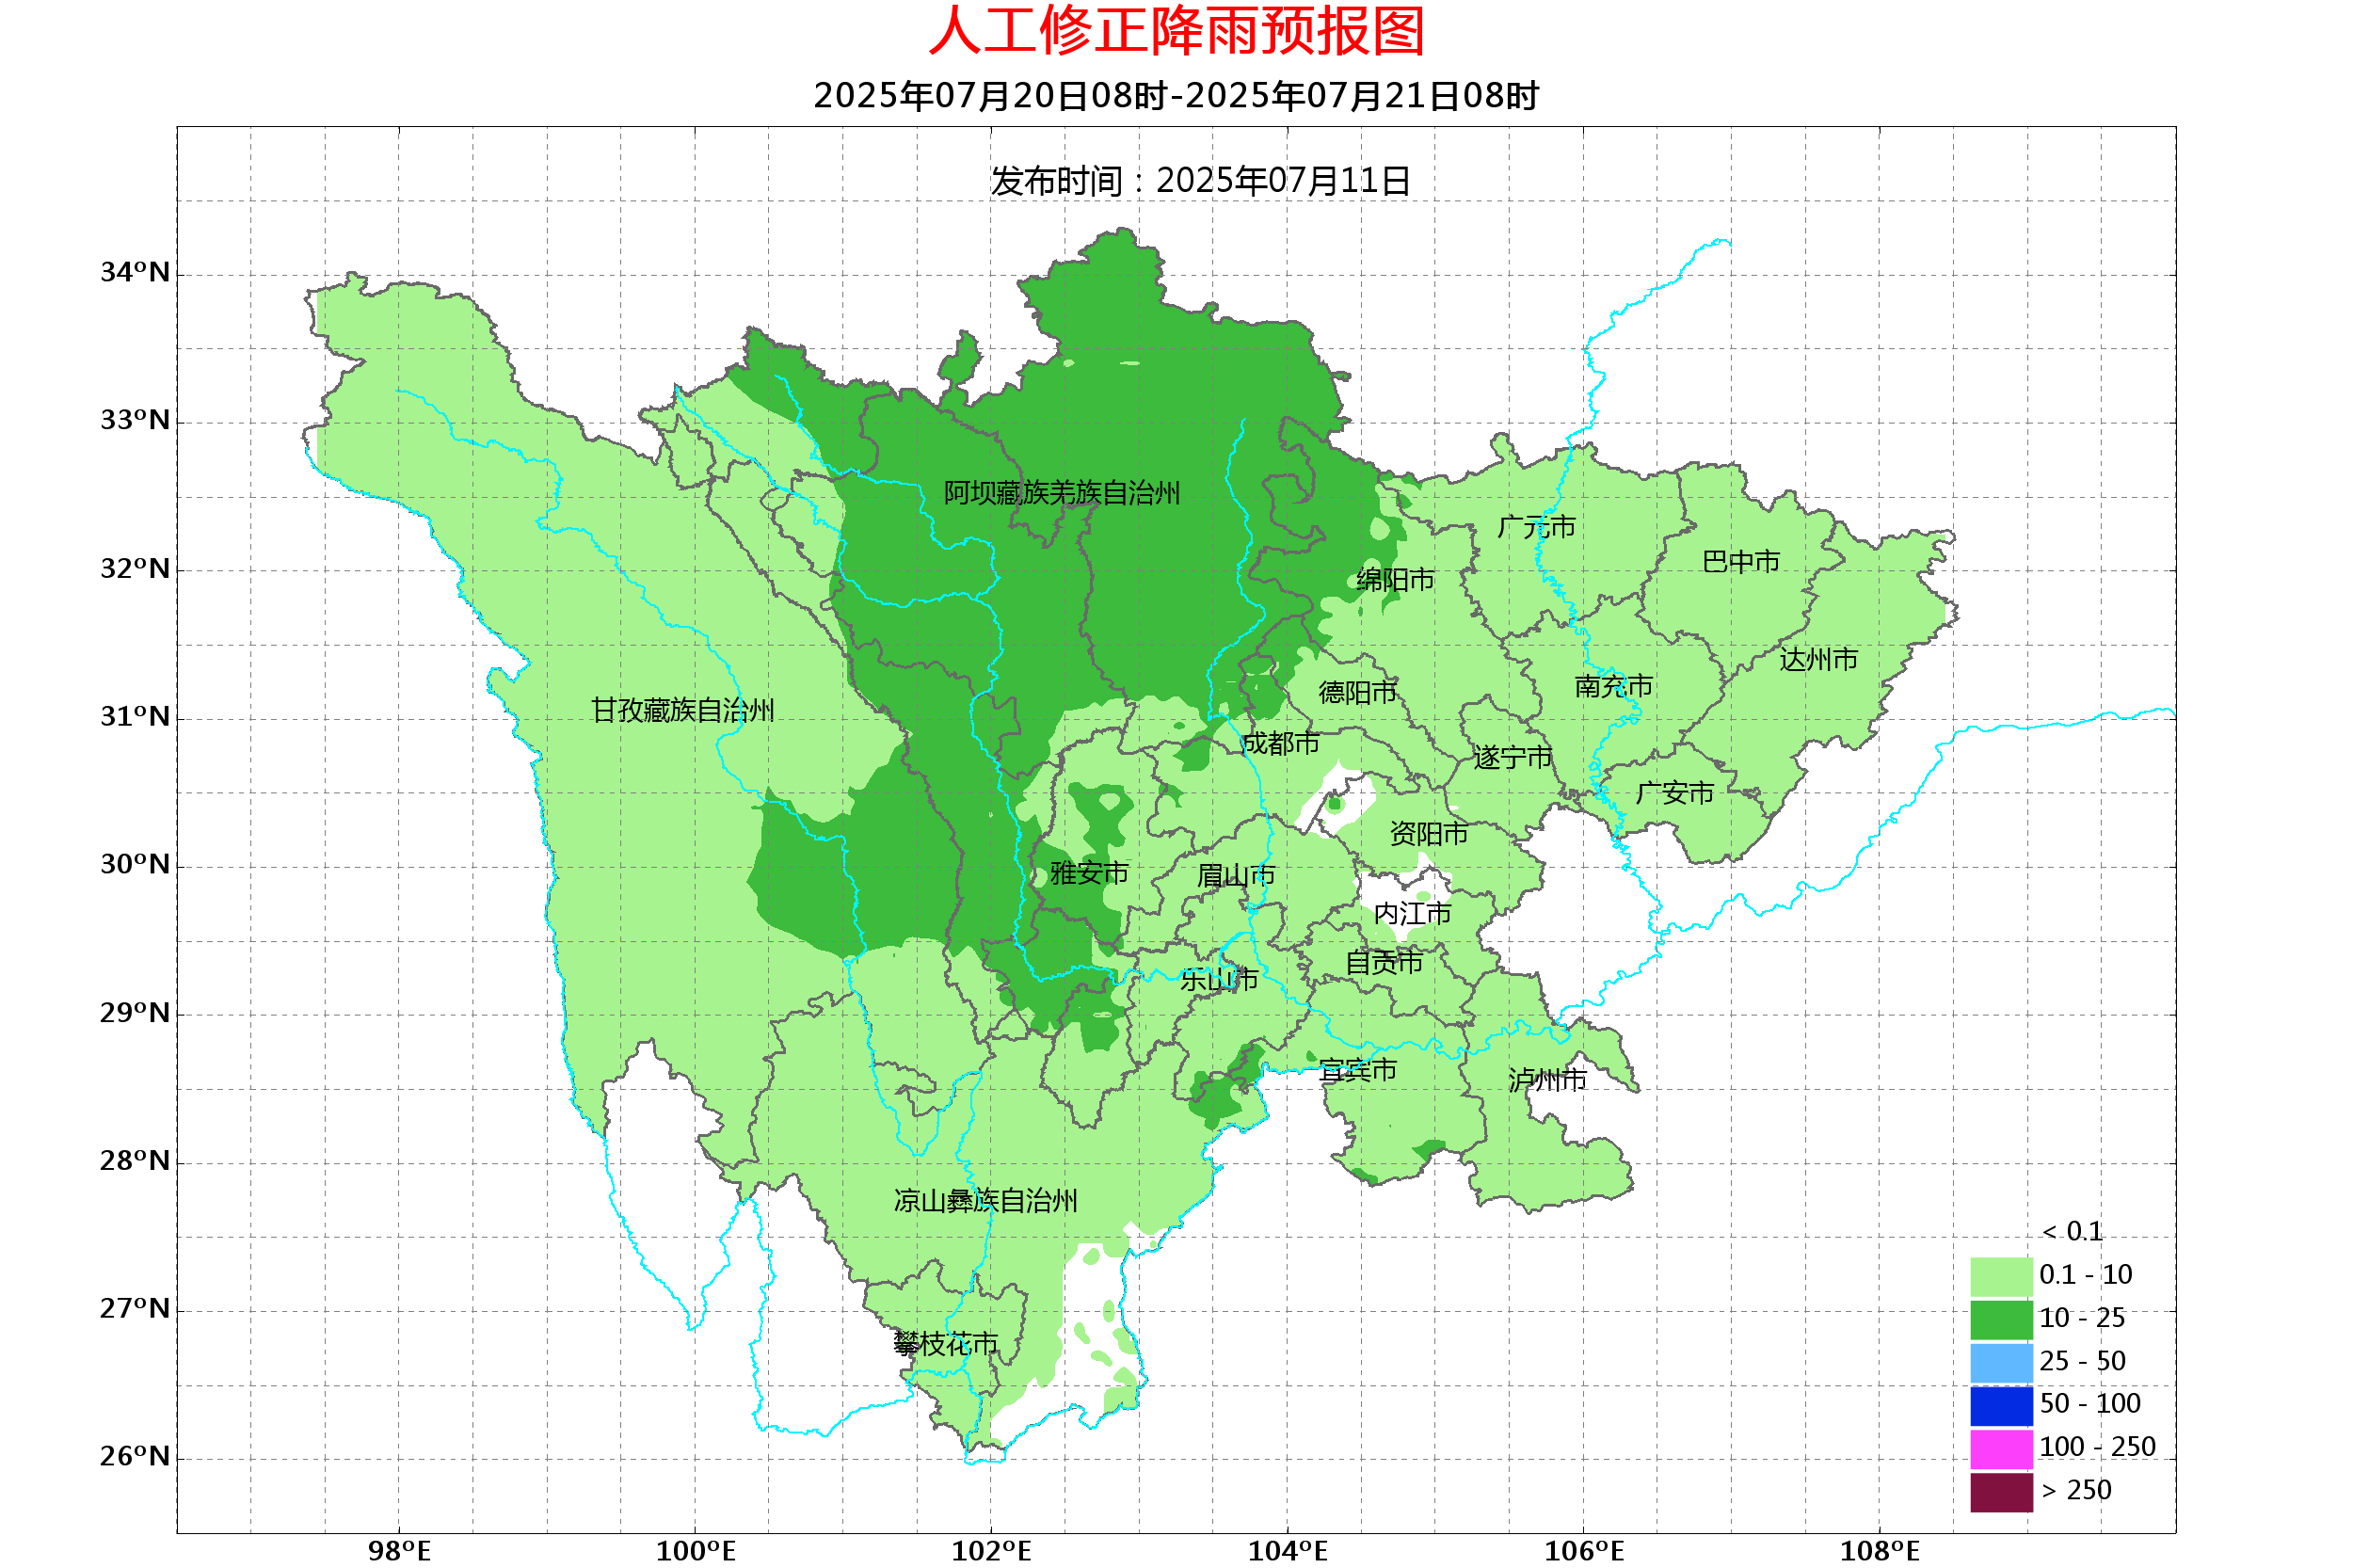 人工修正降雨预报图
2025年07月20日08时-2025年07月21日08时
发布时间：2025年07月11日
34°N
33°N
阿坝藏族羌族自治州
广元市
巴中市
32°N
绵阳市
达州市
南充市
德阳市
甘孜藏族自治州
31°N
成都市
遂宁市
广安市
资阳市
30°N
雅安市
眉山市
内江市
自贡市
乐山市
29°N
宜宾市
泸州市
28°N
凉山彝族自治州
27°N
攀枝花市
26°N
< 0.1
0.1 - 10
10 - 25
25 - 50
50 - 100
100 - 250
> 250
98°E
100°E
102°E
104°E
106°E
108°E